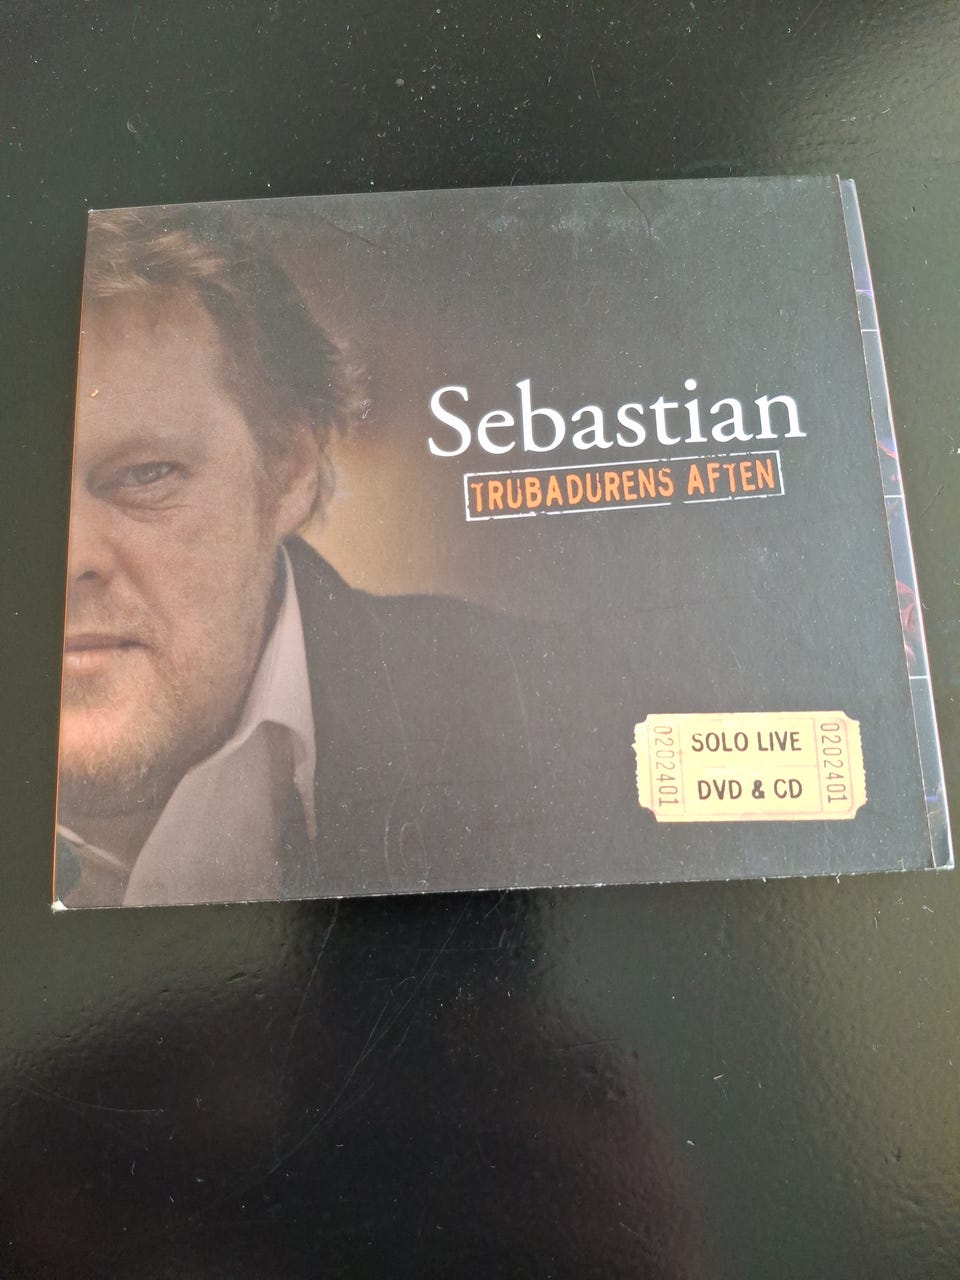 Sebastian
TRUBADURENS AFTEN
0202401
SOLO LIVE
DVD & CD
0202401